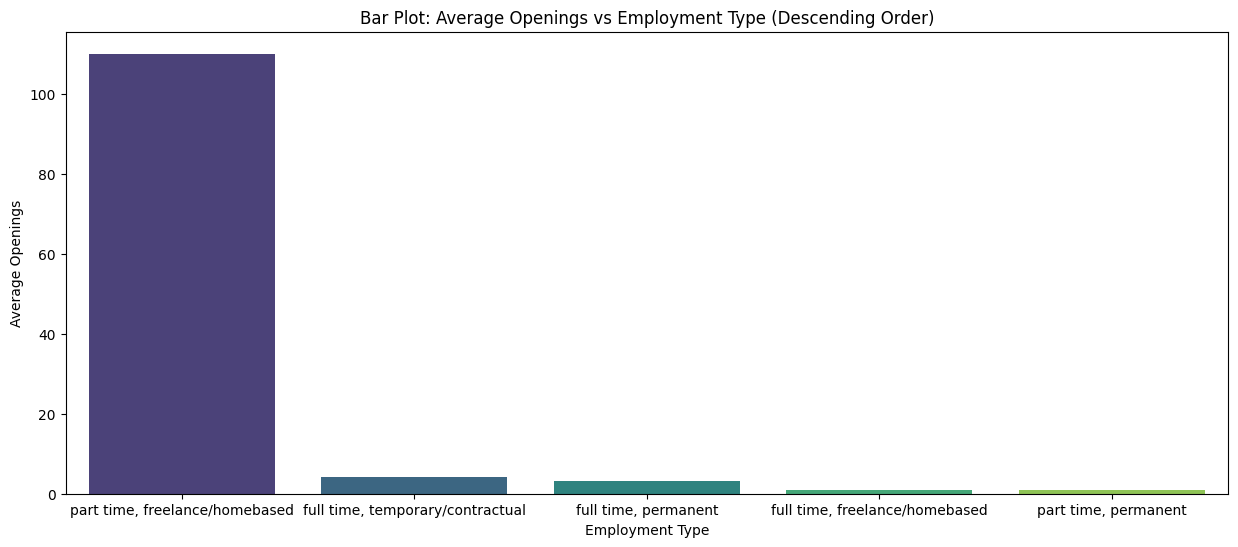 Bar Plot: Average Openings vs Employment Type (Descending Order)
Average Openings
100
80
60
40
20
0
part time, freelance/homebased
full time, temporary/contractual
full time, permanent
full time, freelance/homebased
part time, permanent
Employment Type